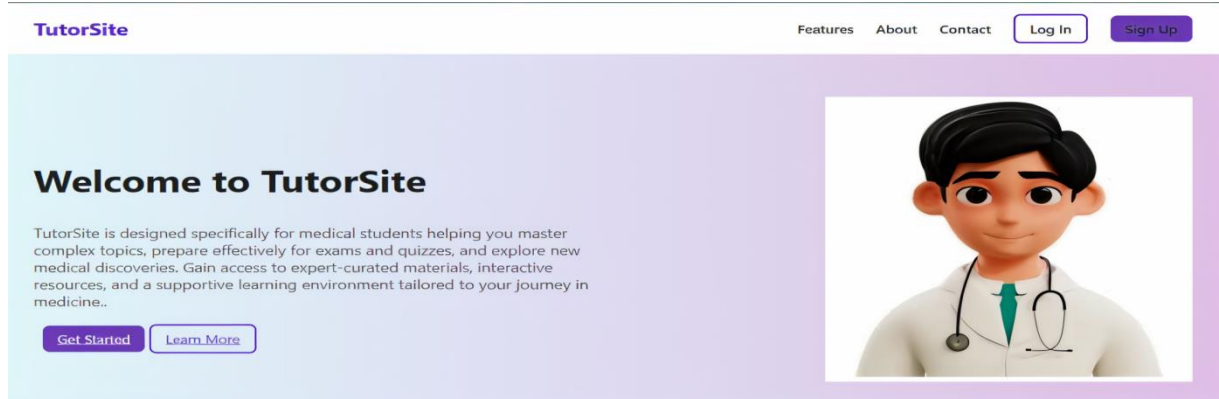 TutorSite
Features About Contact Log In Sign Up
Welcome to TutorSite
TutorSite is designed specifically for medical students helping you master
complex topics, prepare effectively for exams and quizzes, and explore new
medical discoveries. Gain access to expert-curated materials, interactive
resources, and a supportive learning environment tailored to your journey in
medicine..
Get Started Learn More